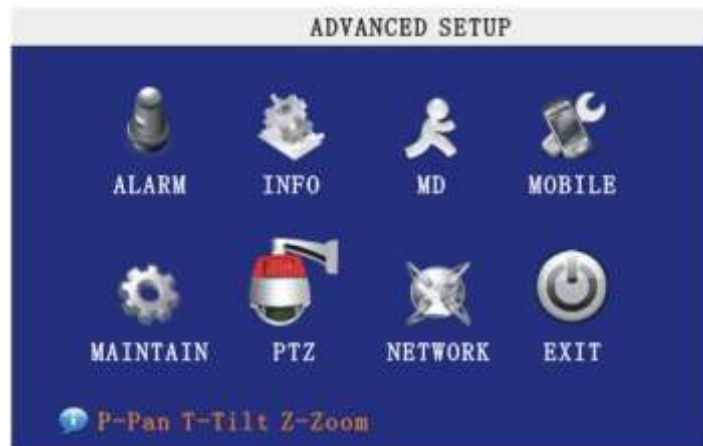 ADVANCED SETUP
ALARM INFO MD MOBILE
MAINTAIN PTZ NETWORK EXIT
P-Pan T-Tilt Z-Zoom